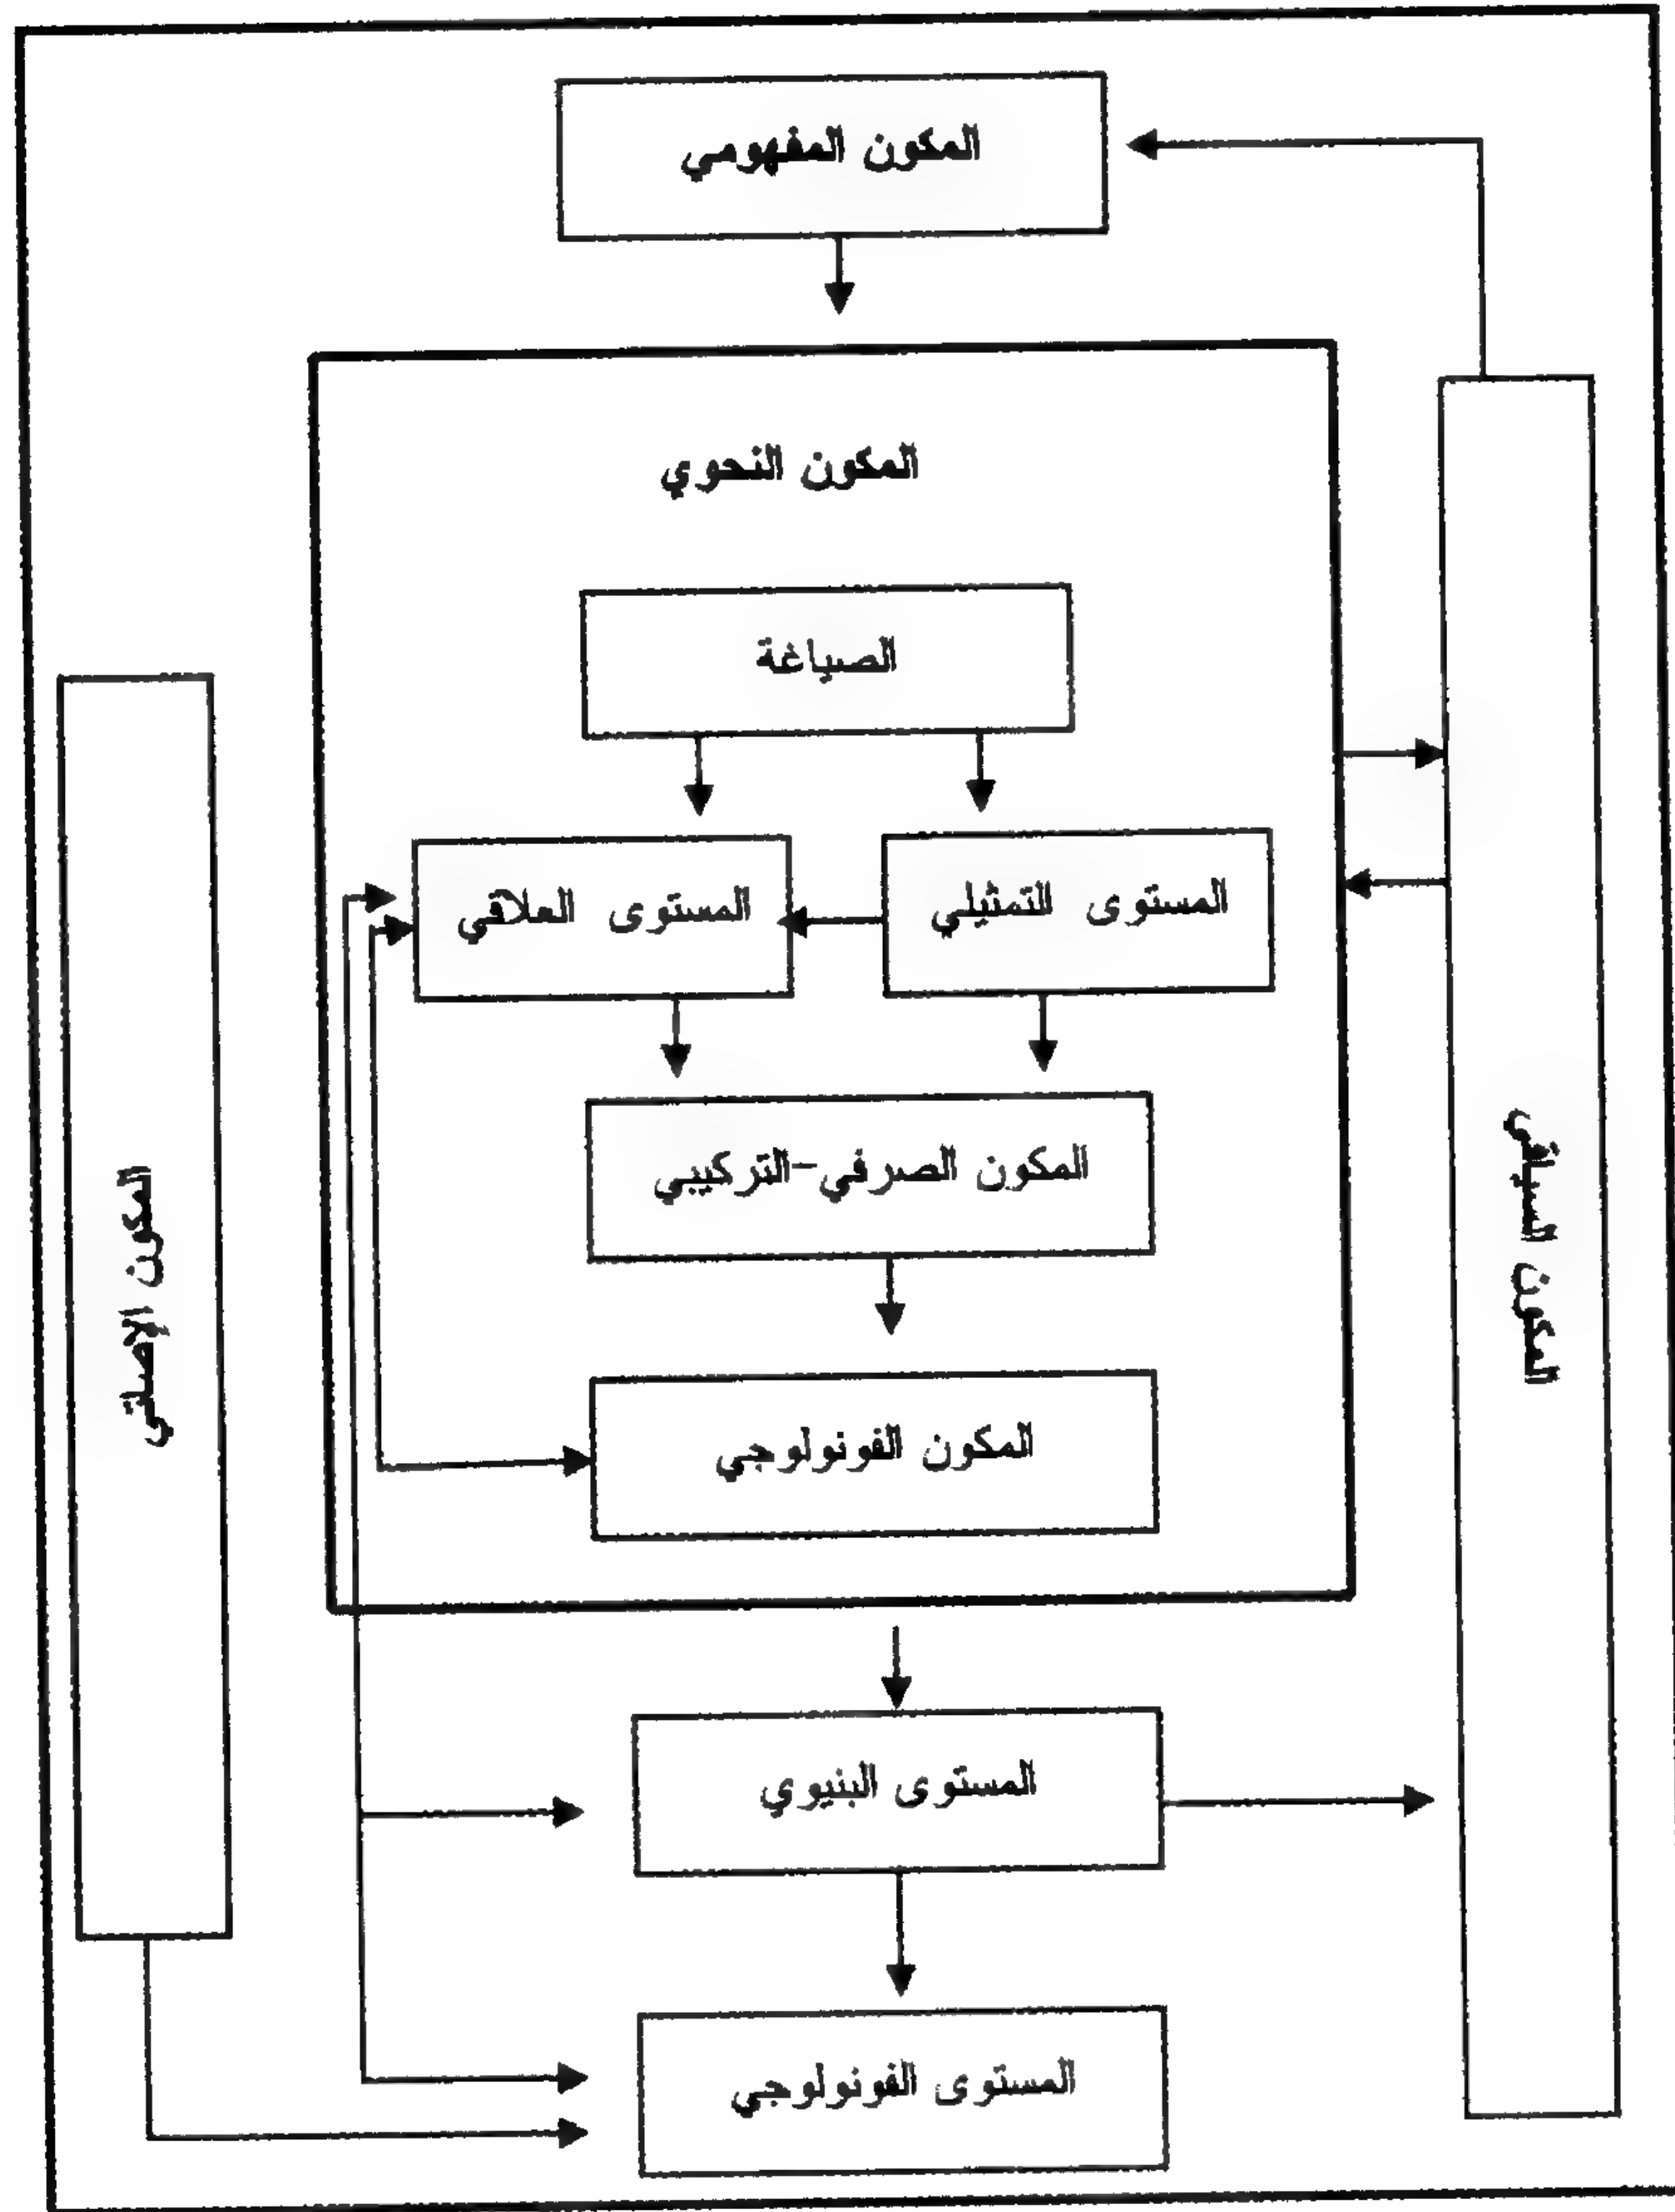 المكون المفهومي
المكون النحوي
الصياغة
المستوى التمثيلي
المستوى العلاقي
المكون الصرفي-التركيبي
المكون الفونولوجي
المستوى البنيوي
المستوى الفونولوجي
المكون السياقي
المكون الإصاتي